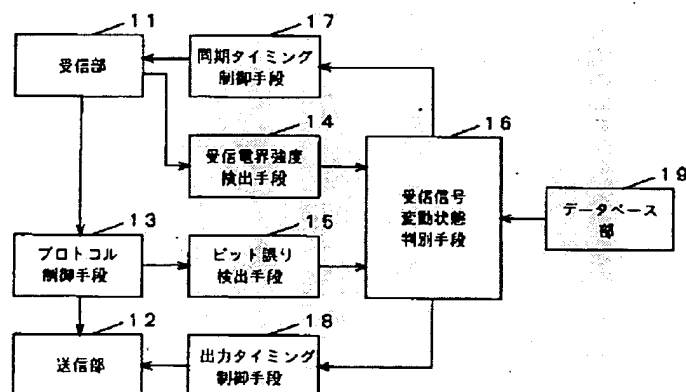 11
受信部
17
同期タイミング
制御手段
14
受信電界強度
検出手段
16
受信信号
変動状態
判別手段
19
データベース
部
13
プロトコル
制御手段
15
ビット誤り
検出手段
12
送信部
18
出力タイミング
制御手段